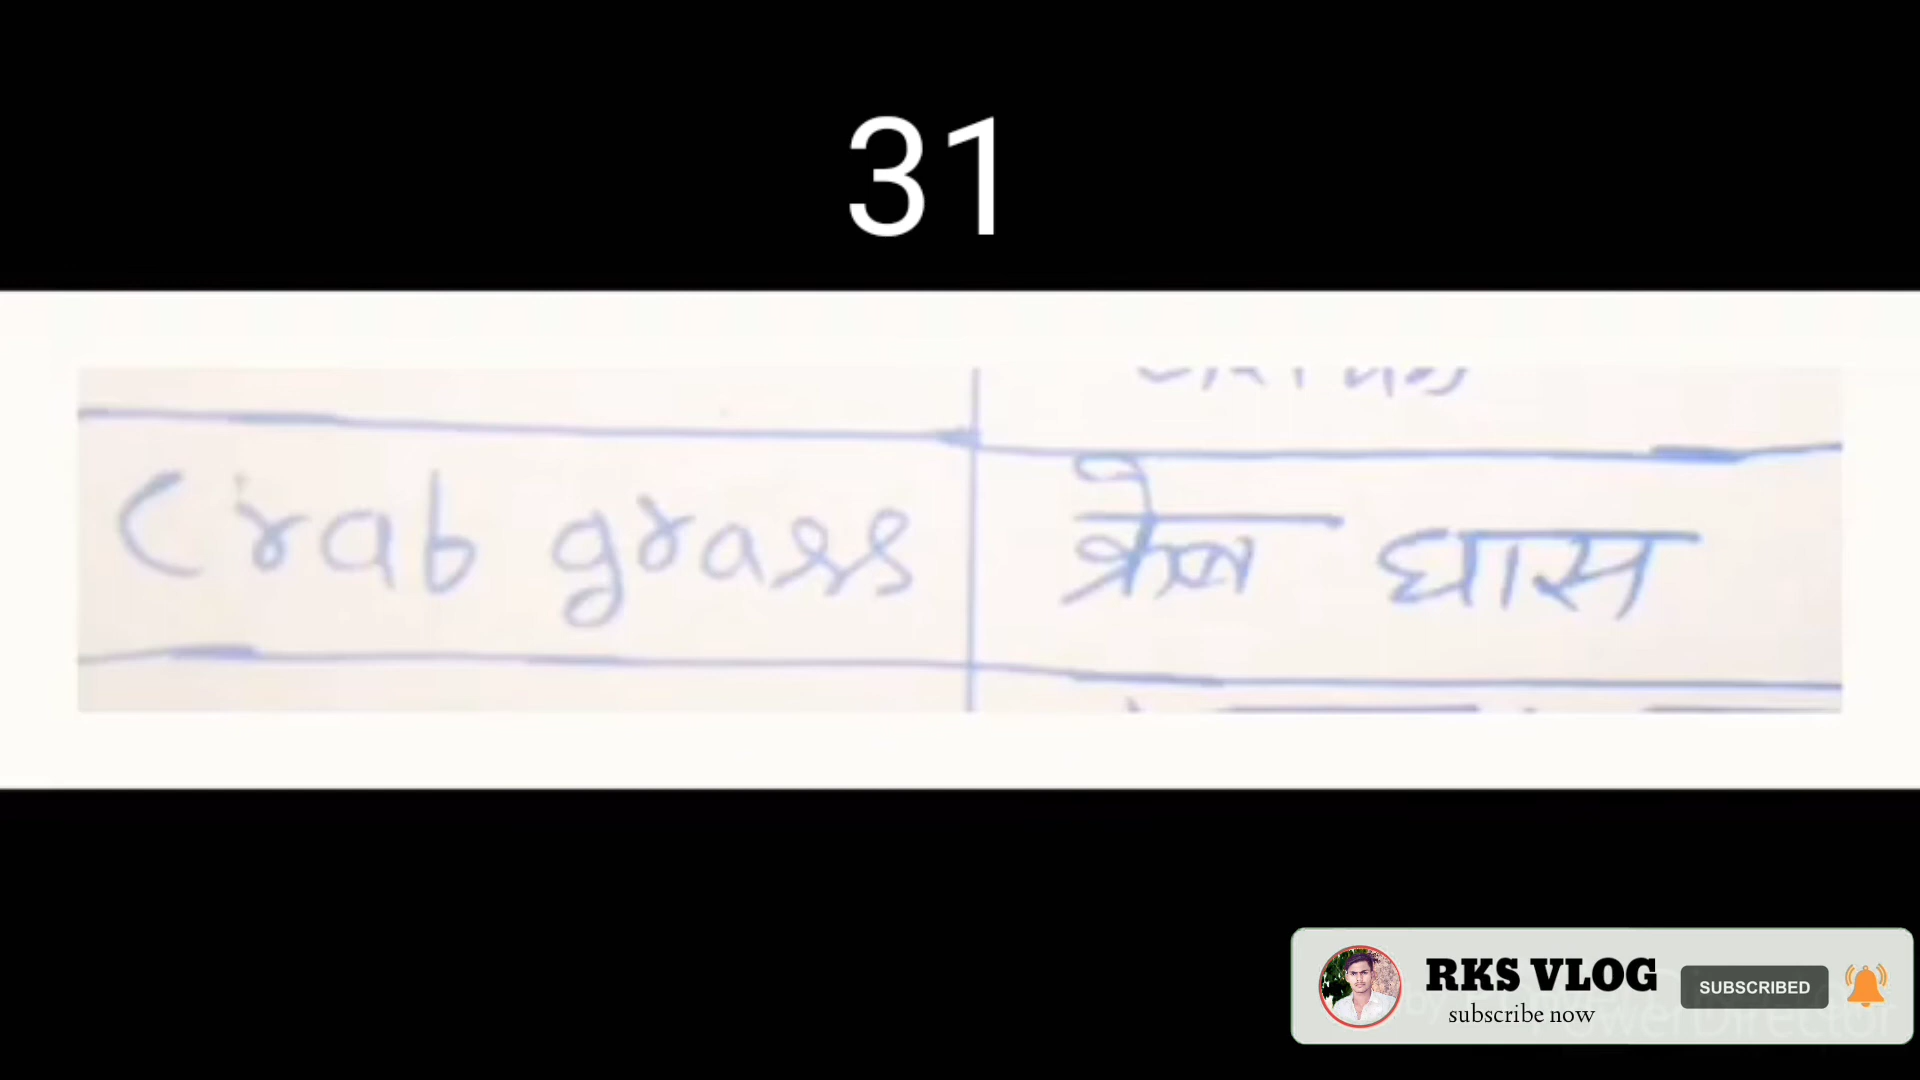 31
Crab grass
क्रेब घास
RKS VLOG
subscribe now
SUBSCRIBED